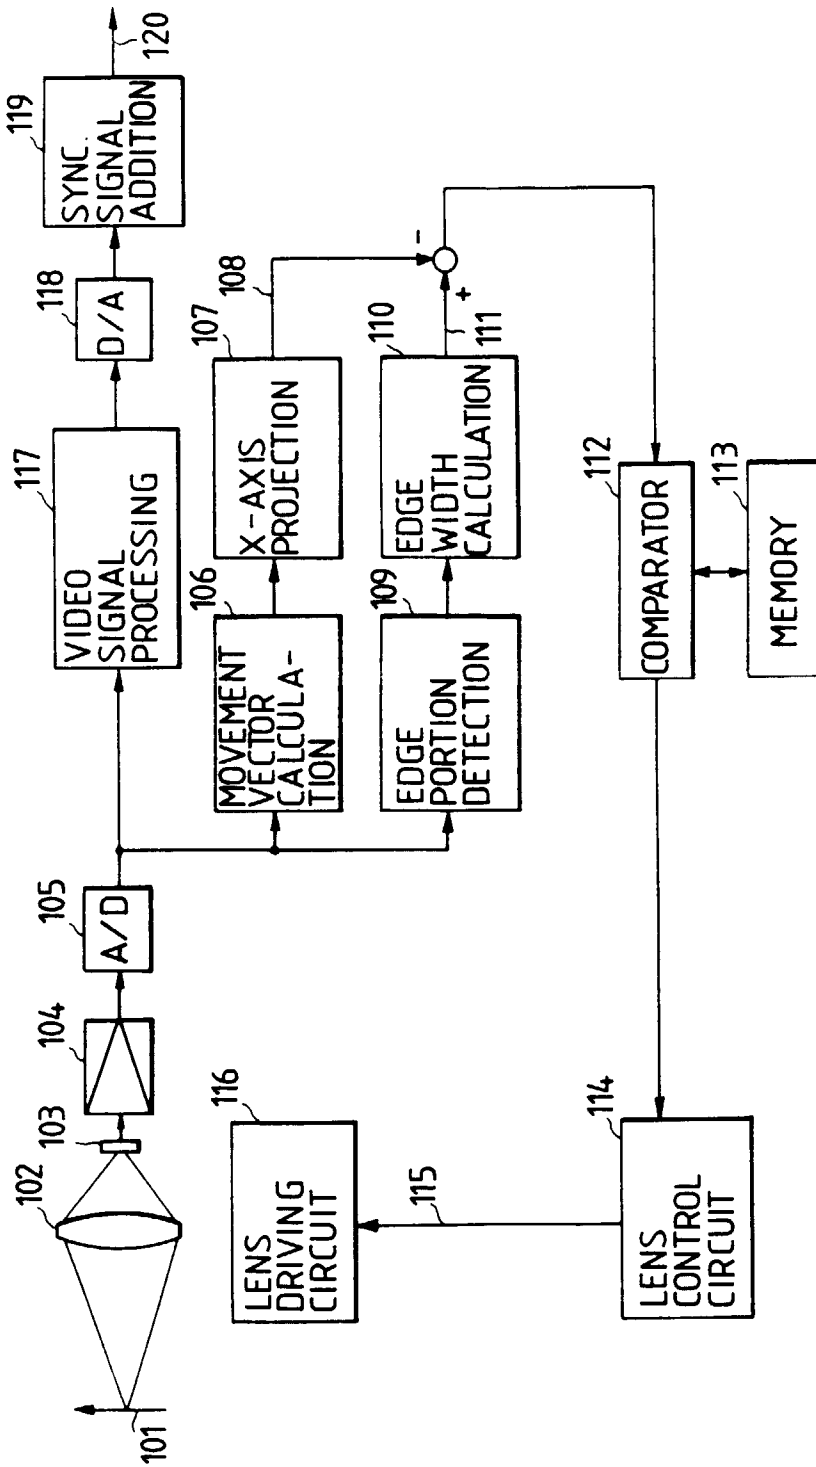 101
102
103
104
105
A/D
117
VIDEO
SIGNAL
PROCESSING
118
D/A
119
SYNC.
SIGNAL
ADDITION
120
106
MOVEMENT
VECTOR
CALCULA-
TION
107
X-AXIS
PROJECTION
108
-
109
EDGE
PORTION
DETECTION
110
EDGE
WIDTH
CALCULATION
111
+
116
LENS
DRIVING
CIRCUIT
115
114
LENS
CONTROL
CIRCUIT
112
COMPARATOR
113
MEMORY